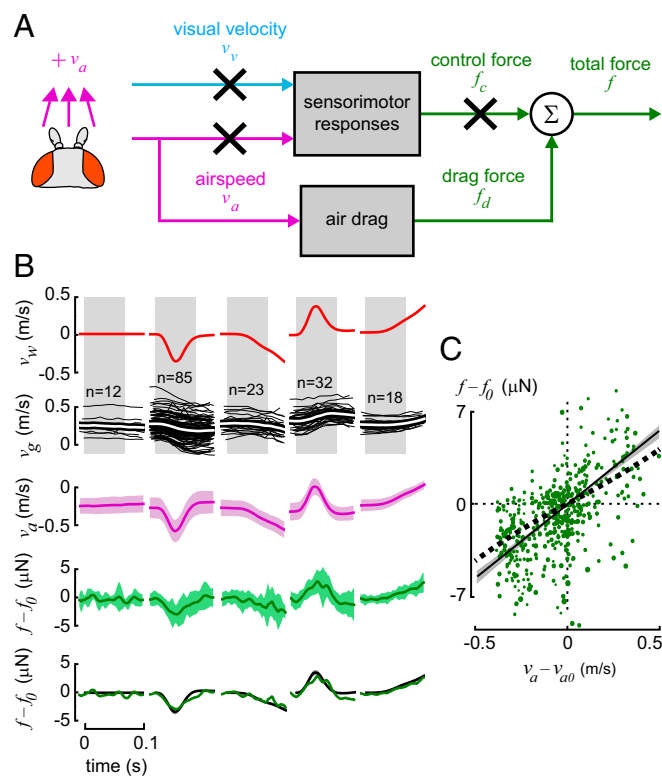 A
visual velocity
v_v
+ v_a
control force
f_c
total force
f
sensorimotor
responses
Σ
airspeed
v_a
drag force
f_d
air drag
B
v_w (m/s)
0.5
0
-0.5
n=12
n=85
n=23
n=32
n=18
v_g (m/s)
0.5
0
v_a (m/s)
0
-0.5
f–f_0 (µN)
5
0
-5
f–f_0 (µN)
5
0
-5
0
0.1
time (s)
C
f–f_0 (µN)
7
0
-7
-0.5
0
0.5
v_a – v_a0 (m/s)